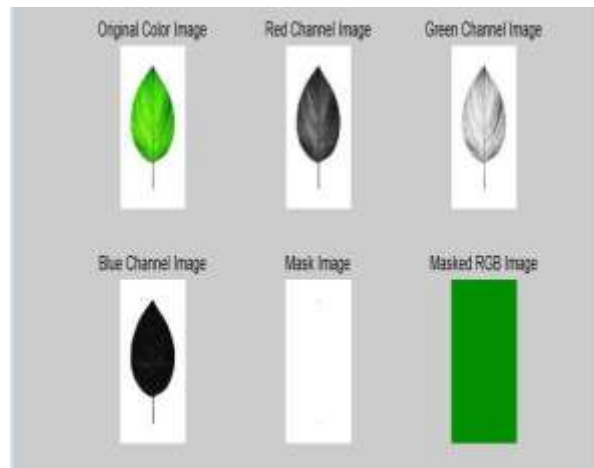 Original Color Image
Red Channel Image
Green Channel Image
Blue Channel Image
Mask Image
Masked RGB Image